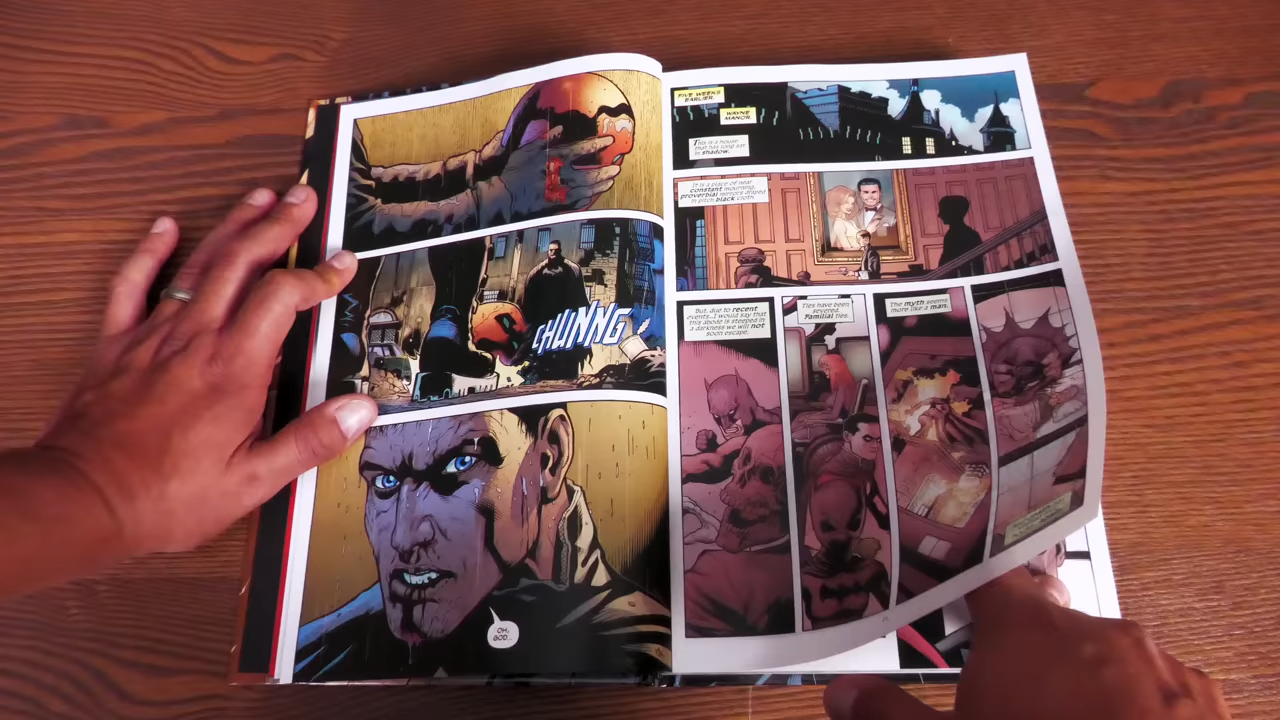 CHUNNG
OH,
GOD...
FIVE WEEKS
EARLIER.
WAYNE
MANOR.
This is a house
that has long sat
in shadow.
It is a place of near
constant mourning,
proverbial mirrors draped
in pitch black cloth.
But, due to recent
events...I would say that
this abode is steeped in
a darkness we will not
soon escape.
Ties have been
severed.
Familial ties.
The myth seems
more like a man.